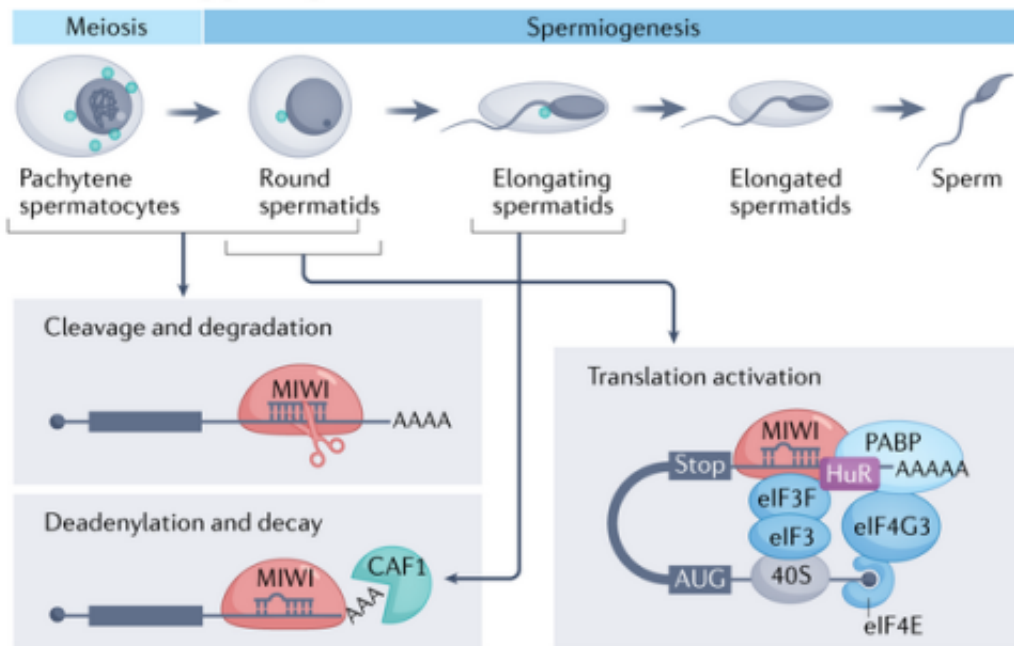 Meiosis
Spermiogenesis
Pachytene
spermatocytes
Round
spermatids
Elongating
spermatids
Elongated
spermatids
Sperm
Cleavage and degradation
MIWI
AAAA
Deadenylation and decay
MIWI
AAA
CAF1
Translation activation
MIWI
PABP
Stop
HuR
AAAAA
eIF3F
eIF3
eIF4G3
AUG
40S
eIF4E